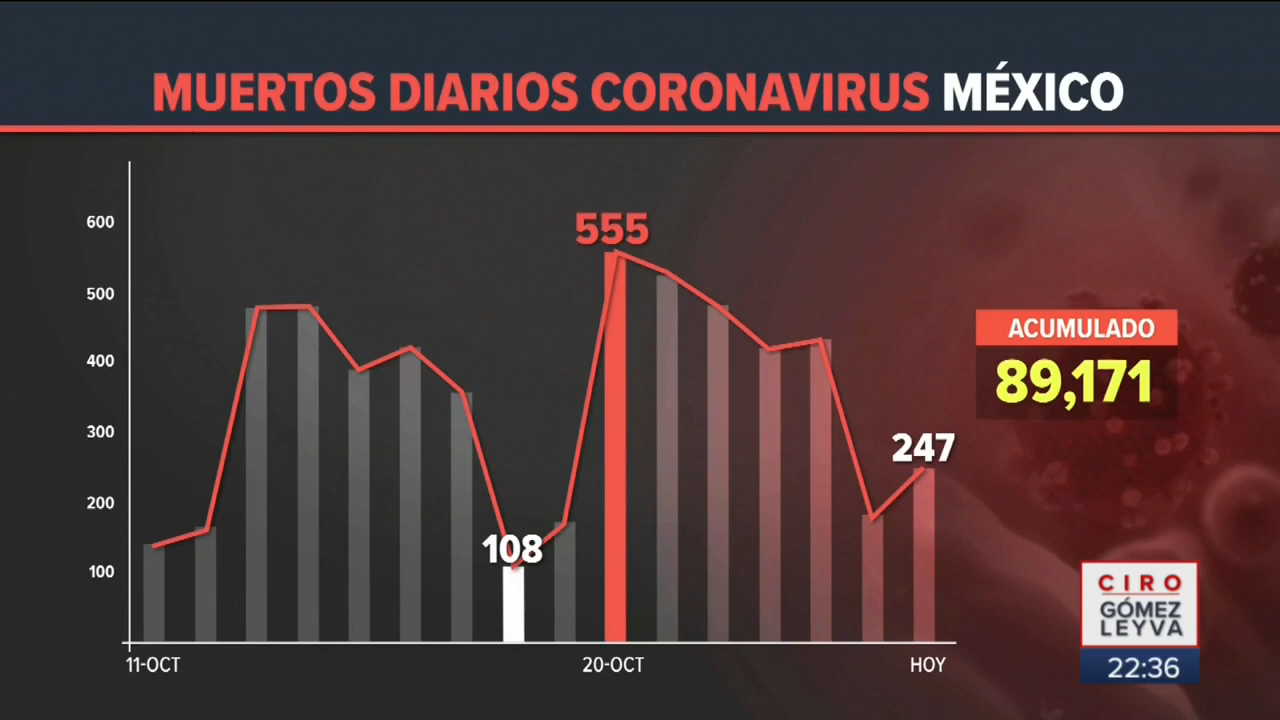 MUERTOS DIARIOS CORONAVIRUS MÉXICO
600
500
400
300
200
100
555
108
247
11-OCT
20-OCT
HOY
ACUMULADO
89,171
CIRO
GÓMEZ
LEYVA
22:36